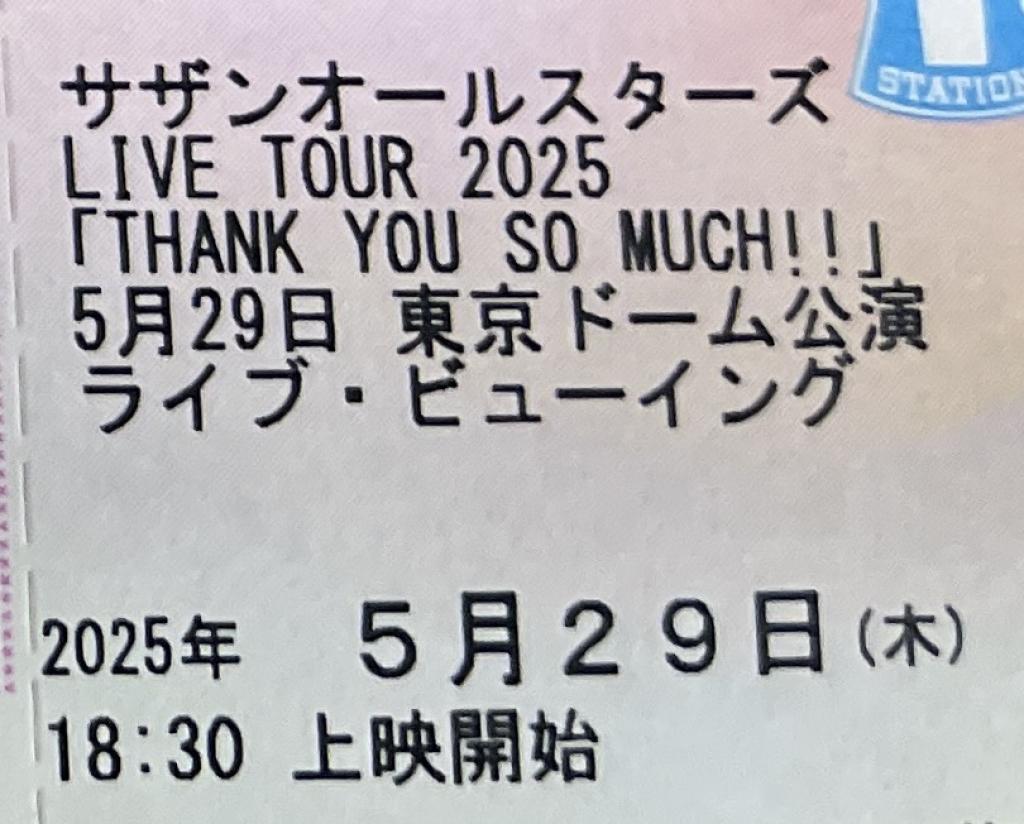 STATION
サザンオールスターズ
LIVE TOUR 2025
「THANK YOU SO MUCH!!」
5月29日 東京ドーム公演
ライブ・ビューイング
2025年 5月29日(木)
18:30 上映開始